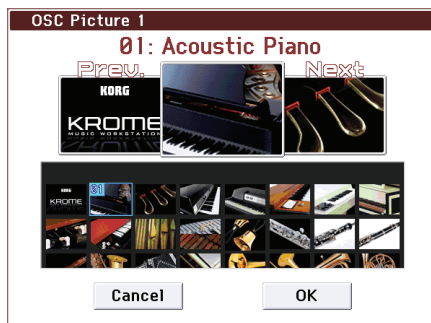 OSC Picture 1
01: Acoustic Piano
Prev.
Next
KORG
KROME
MUSIC WORKSTATION
KORG
KROME
01
Cancel
OK